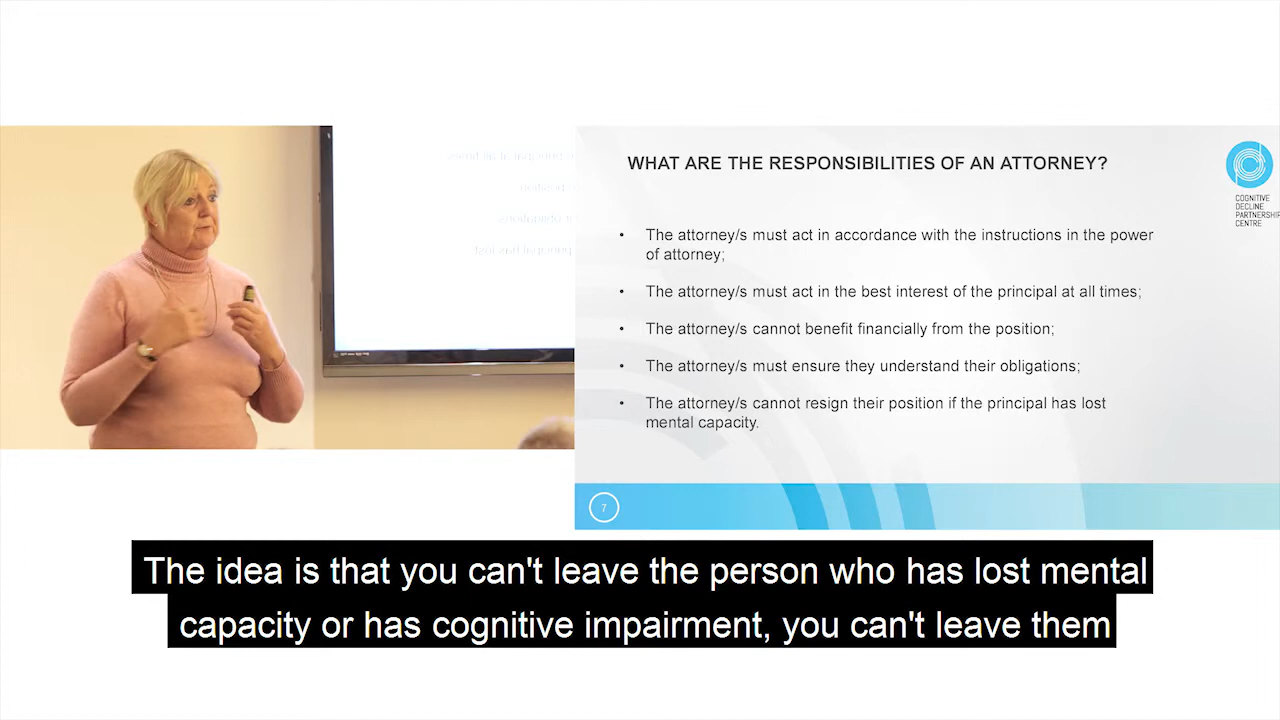 WHAT ARE THE RESPONSIBILITIES OF AN ATTORNEY?
COGNITIVE
DECLINE
PARTNERSHIP
CENTRE
• The attorney/s must act in accordance with the instructions in the power
of attorney;
• The attorney/s must act in the best interest of the principal at all times;
• The attorney/s cannot benefit financially from the position;
• The attorney/s must ensure they understand their obligations;
• The attorney/s cannot resign their position if the principal has lost
mental capacity.
7
The idea is that you can't leave the person who has lost mental
capacity or has cognitive impairment, you can't leave them